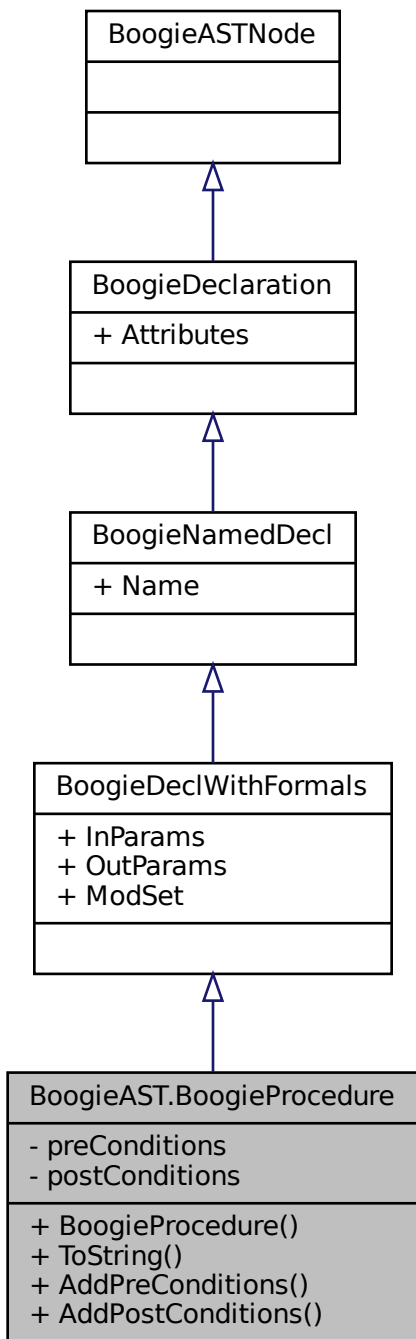 BoogieASTNode
BoogieDeclaration
+ Attributes
BoogieNamedDecl
+ Name
BoogieDeclWithFormals
+ InParams
+ OutParams
+ ModSet
BoogieAST.BoogieProcedure
- preConditions
- postConditions
+ BoogieProcedure()
+ ToString()
+ AddPreConditions()
+ AddPostConditions()